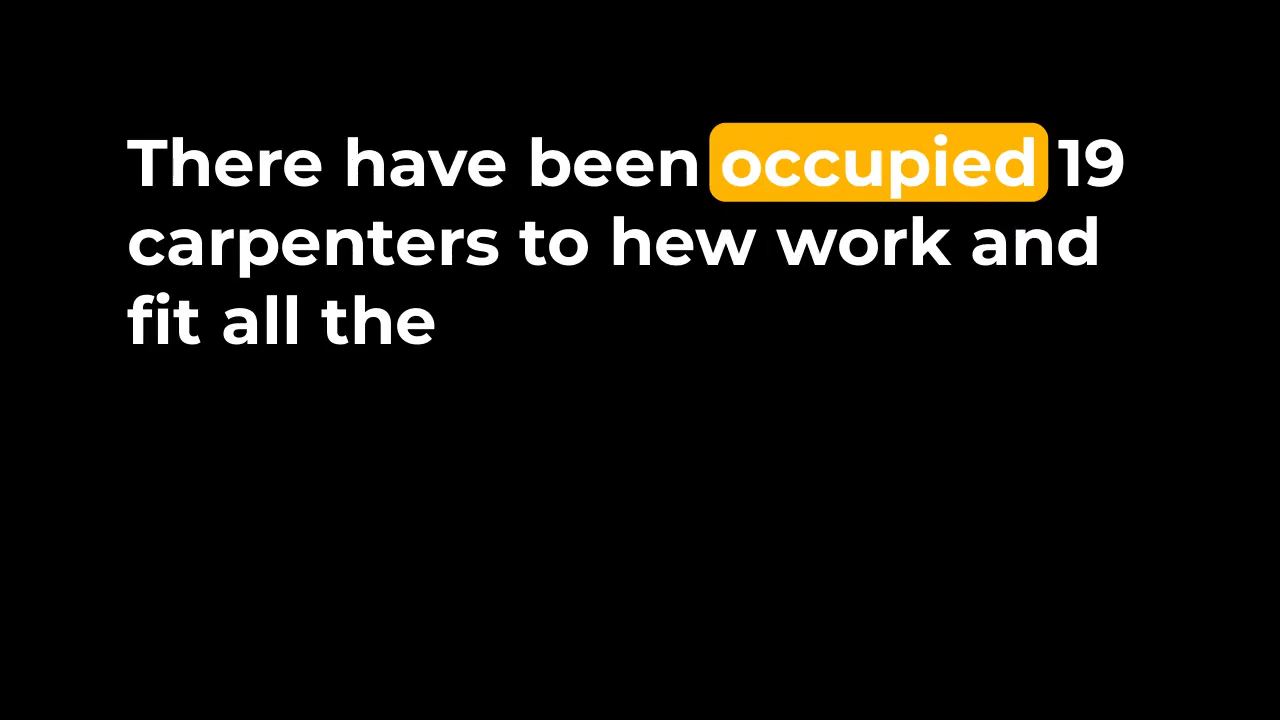 There have been occupied 19
carpenters to hew work and
fit all the